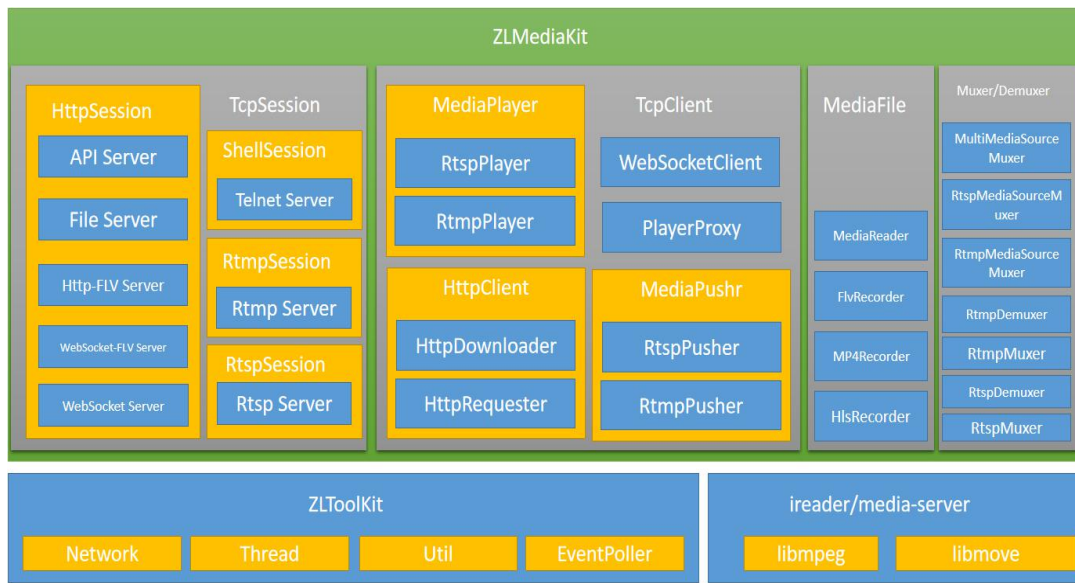 ZLMediaKit
HttpSession
API Server
File Server
Http-FLV Server
WebSocket-FLV Server
WebSocket Server
TcpSession
ShellSession
Telnet Server
RtmpSession
Rtmp Server
RtspSession
Rtsp Server
MediaPlayer
RtspPlayer
RtmpPlayer
HttpClient
HttpDownloader
HttpRequester
TcpClient
WebSocketClient
PlayerProxy
MediaPushr
RtspPusher
RtmpPusher
MediaFile
MediaReader
FlvRecorder
MP4Recorder
HlsRecorder
Muxer/Demuxer
MultiMediaSource
Muxer
RtspMediaSourceM
uxer
RtmpMediaSource
Muxer
RtmpDemuxer
RtmpMuxer
RtspDemuxer
RtspMuxer
ZLToolKit
Network
Thread
Util
EventPoller
ireader/media-server
libmpeg
libmove